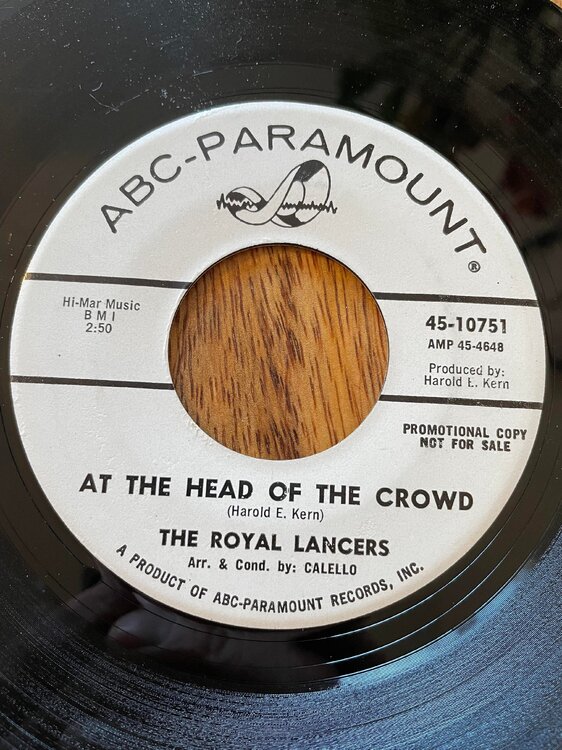 ABC-PARAMOUNT®
Hi-Mar Music
B M I
2:50
45-10751
AMP 45-4648
Produced by:
Harold E. Kern
PROMOTIONAL COPY
NOT FOR SALE
AT THE HEAD OF THE CROWD
(Harold E. Kern)
THE ROYAL LANCERS
Arr. & Cond. by: CALELLO
A PRODUCT OF ABC-PARAMOUNT RECORDS, INC.